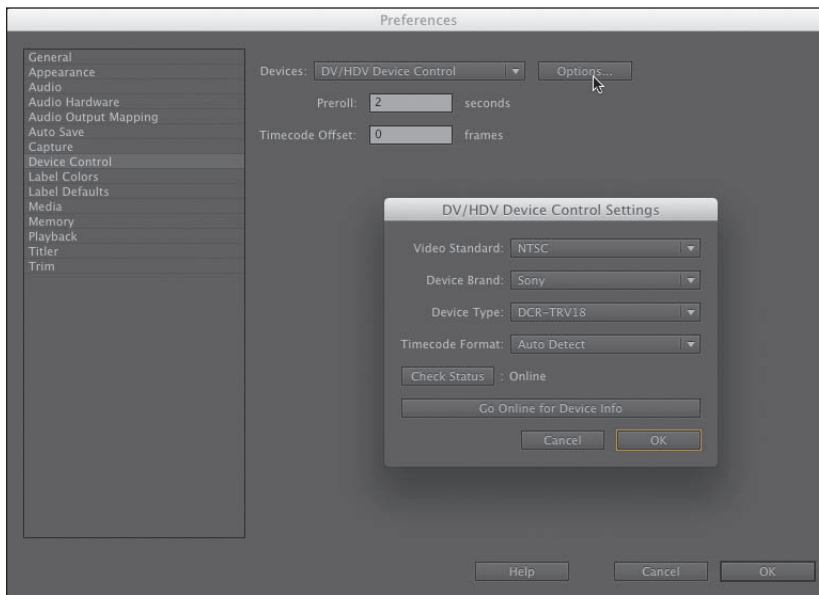 Preferences
General
Appearance
Audio
Audio Hardware
Audio Output Mapping
Auto Save
Capture
Device Control
Label Colors
Label Defaults
Media
Memory
Playback
Titler
Trim
Devices: DV/HDV Device Control Options...
Preroll: 2 seconds
Timecode Offset: 0 frames
DV/HDV Device Control Settings
Video Standard: NTSC
Device Brand: Sony
Device Type: DCR-TRV18
Timecode Format: Auto Detect
Check Status : Online
Go Online for Device Info
Cancel OK
Help Cancel OK